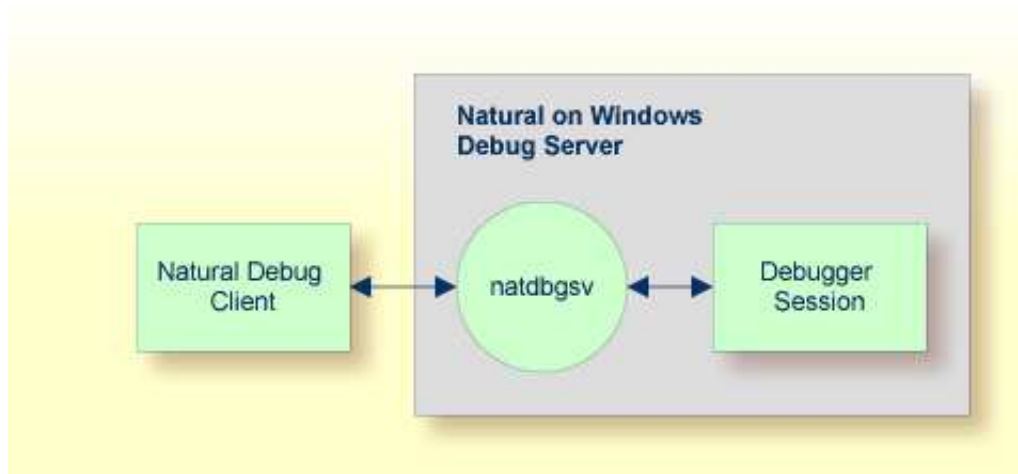 Natural on Windows
Debug Server
Natural Debug
Client
natdbgsv
Debugger
Session